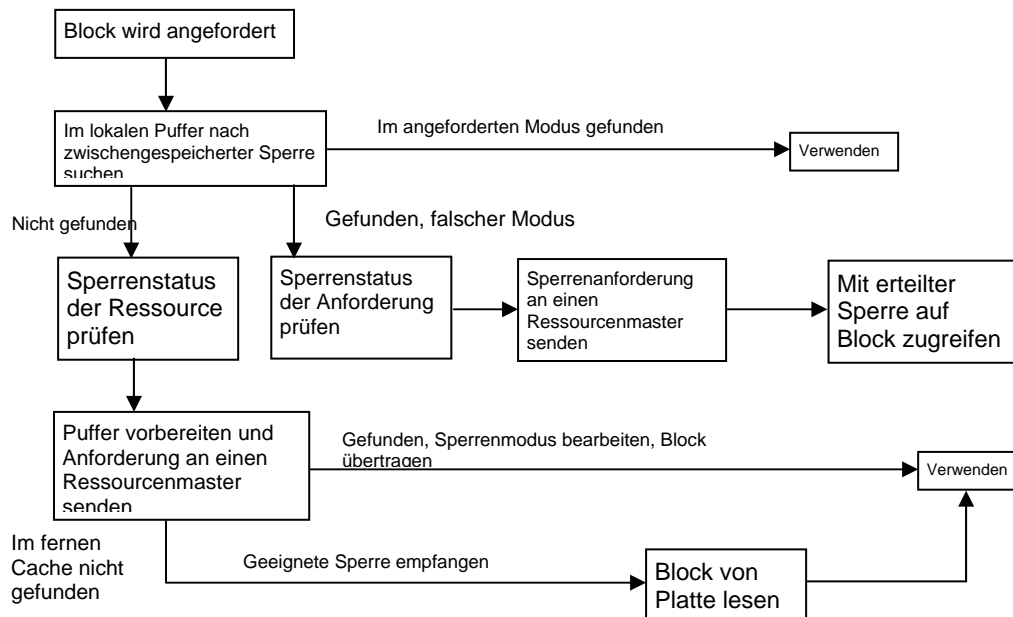 Block wird angefordert
Im lokalen Puffer nach
zwischengespeicherter Sperre
suchen
Im angeforderten Modus gefunden
Verwenden
Nicht gefunden
Gefunden, falscher Modus
Sperrenstatus
der Ressource
prüfen
Sperrenstatus
der Anforderung
prüfen
Sperrenanforderung
an einen
Ressourcenmaster
senden
Mit erteilter
Sperre auf
Block zugreifen
Puffer vorbereiten und
Anforderung an einen
Ressourcenmaster
senden
Gefunden, Sperrenmodus bearbeiten, Block
übertragen
Verwenden
Im fernen
Cache nicht
gefunden
Geeignete Sperre empfangen
Block von
Platte lesen